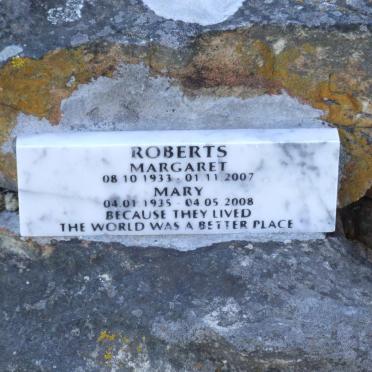 ROBERTS
MARGARET
08 10 1933 - 01 11 2007
MARY
04 01 1935 - 04 05 2008
BECAUSE THEY LIVED
THE WORLD WAS A BETTER PLACE